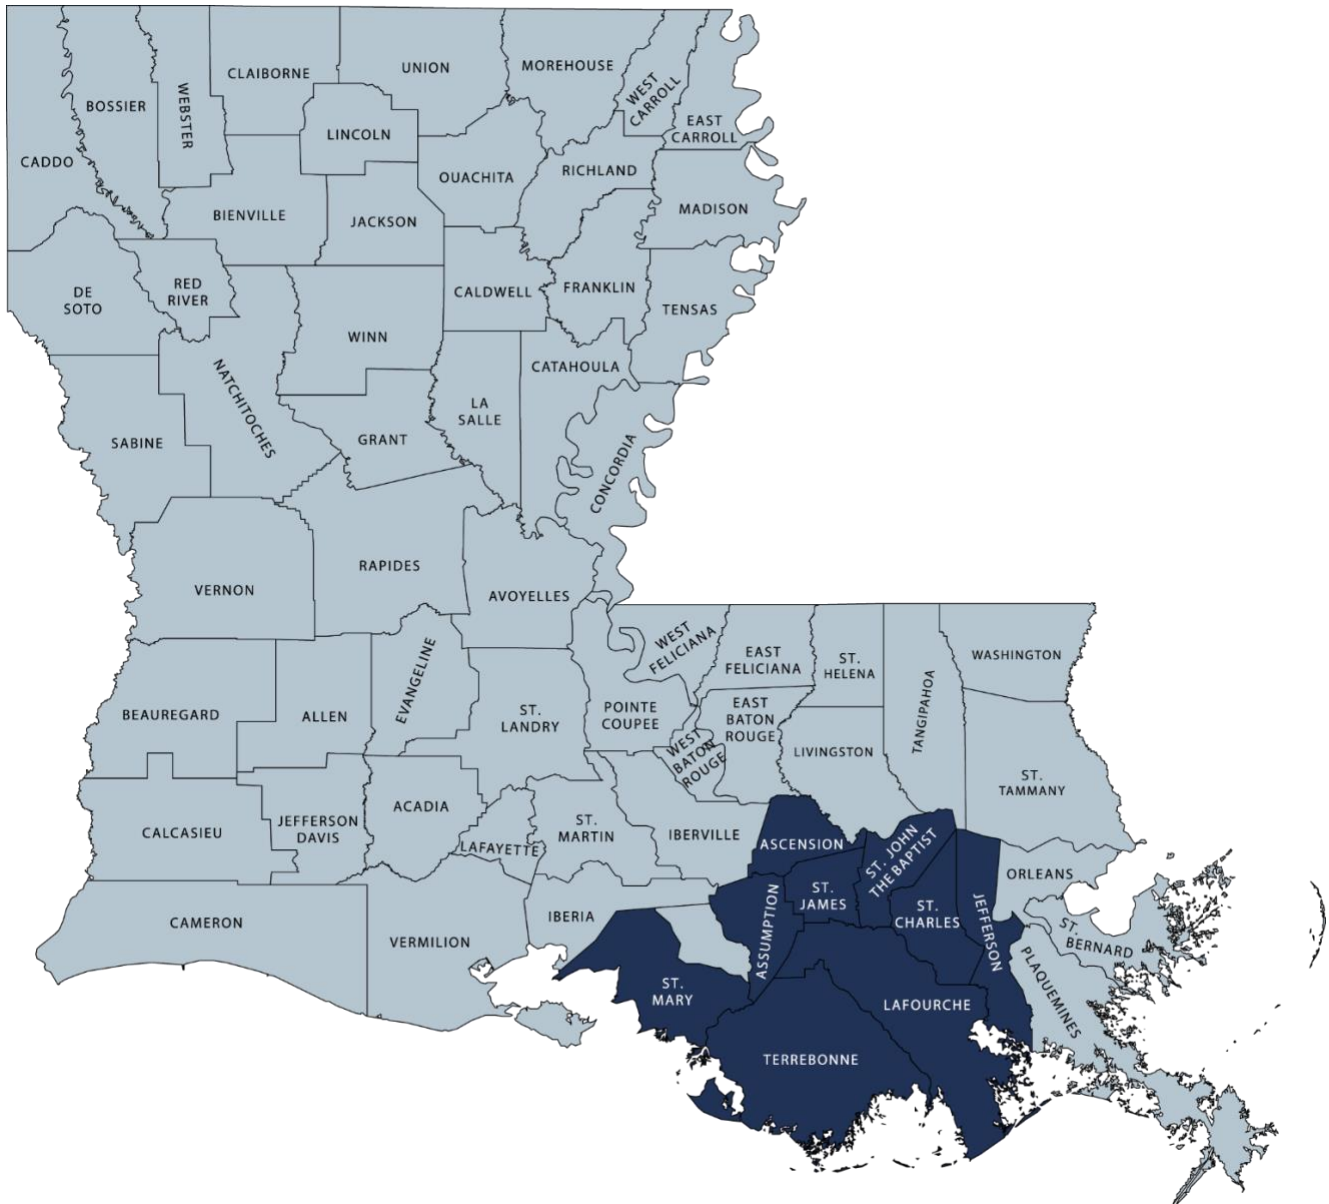 CLAIBORNE
UNION
MOREHOUSE
WEST
CARROLL
BOSSIER
WEBSTER
LINCOLN
EAST
CARROLL
CADDO
OUACHITA
RICHLAND
BIENVILLE
JACKSON
MADISON
DE
SOTO
RED
RIVER
CALDWELL
FRANKLIN
TENSAS
WINN
NATCHITOCHES
CATAHOULA
LA
SALLE
SABINE
GRANT
CONCORDIA
VERNON
RAPIDES
AVOYELLES
WEST
FELICIANA
EAST
FELICIANA
ST.
HELENA
TANGIPAHOA
WASHINGTON
BEAUREGARD
ALLEN
EVANGELINE
ST.
LANDRY
POINTE
COUPEE
WEST
BATON
ROUGE
EAST
BATON
ROUGE
LIVINGSTON
ST.
TAMMANY
CALCASIEU
JEFFERSON
DAVIS
ACADIA
LAFAYETTE
ST.
MARTIN
IBERVILLE
ASCENSION
ST. JOHN
THE BAPTIST
ORLEANS
CAMERON
VERMILION
IBERIA
ASSUMPTION
ST.
JAMES
ST.
CHARLES
JEFFERSON
ST.
BERNARD
PLAQUEMINES
ST.
MARY
LAFOURCHE
TERREBONNE